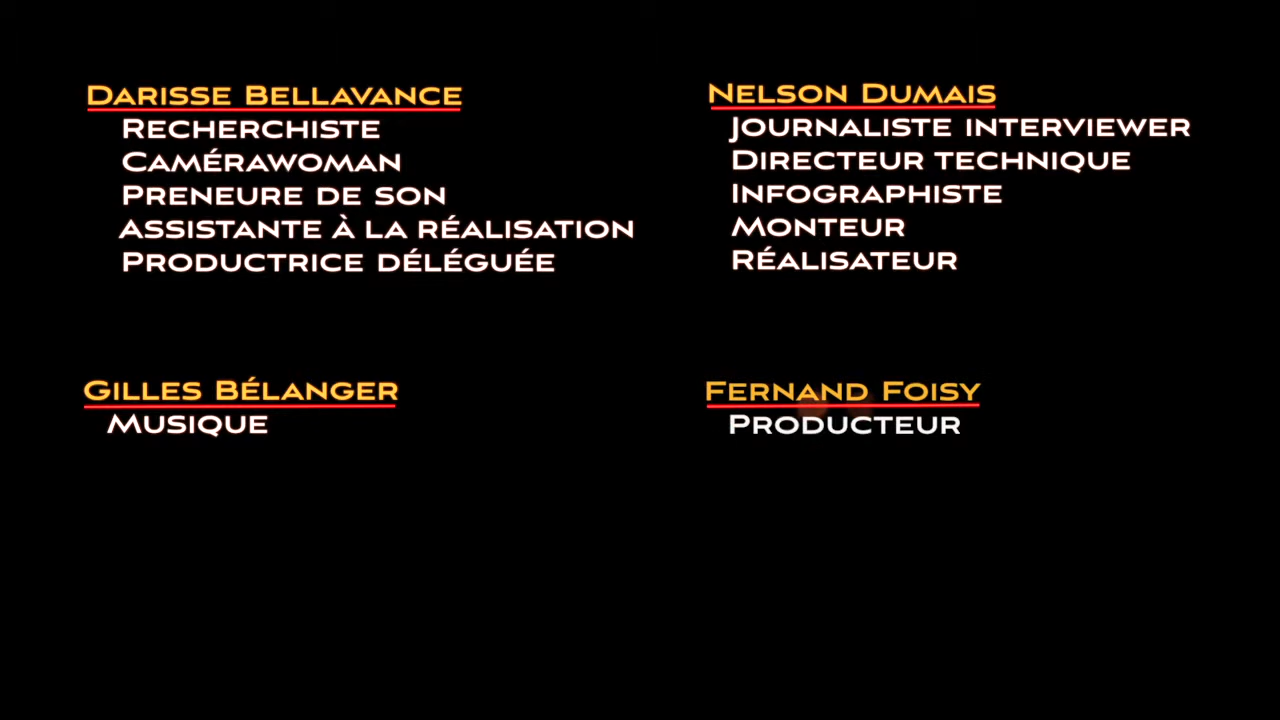 Darisse Bellavance
Recherchiste
Camérawoman
Preneure de son
Assistante à la réalisation
Productrice déléguée
Nelson Dumais
Journaliste interviewer
Directeur technique
Infographiste
Monteur
Réalisateur
Gilles Bélanger
Musique
Fernand Foisy
Producteur